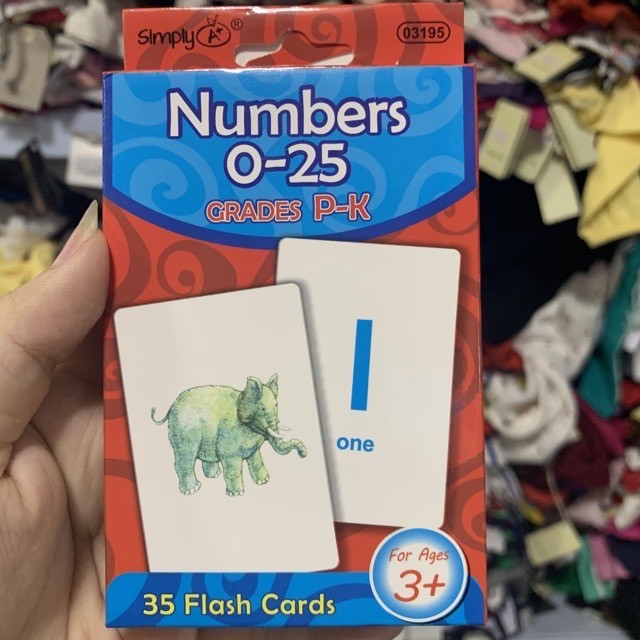 Simply A+ ®
03195
Numbers
0-25
GRADES P-K
1
one
For Ages
3+
35 Flash Cards